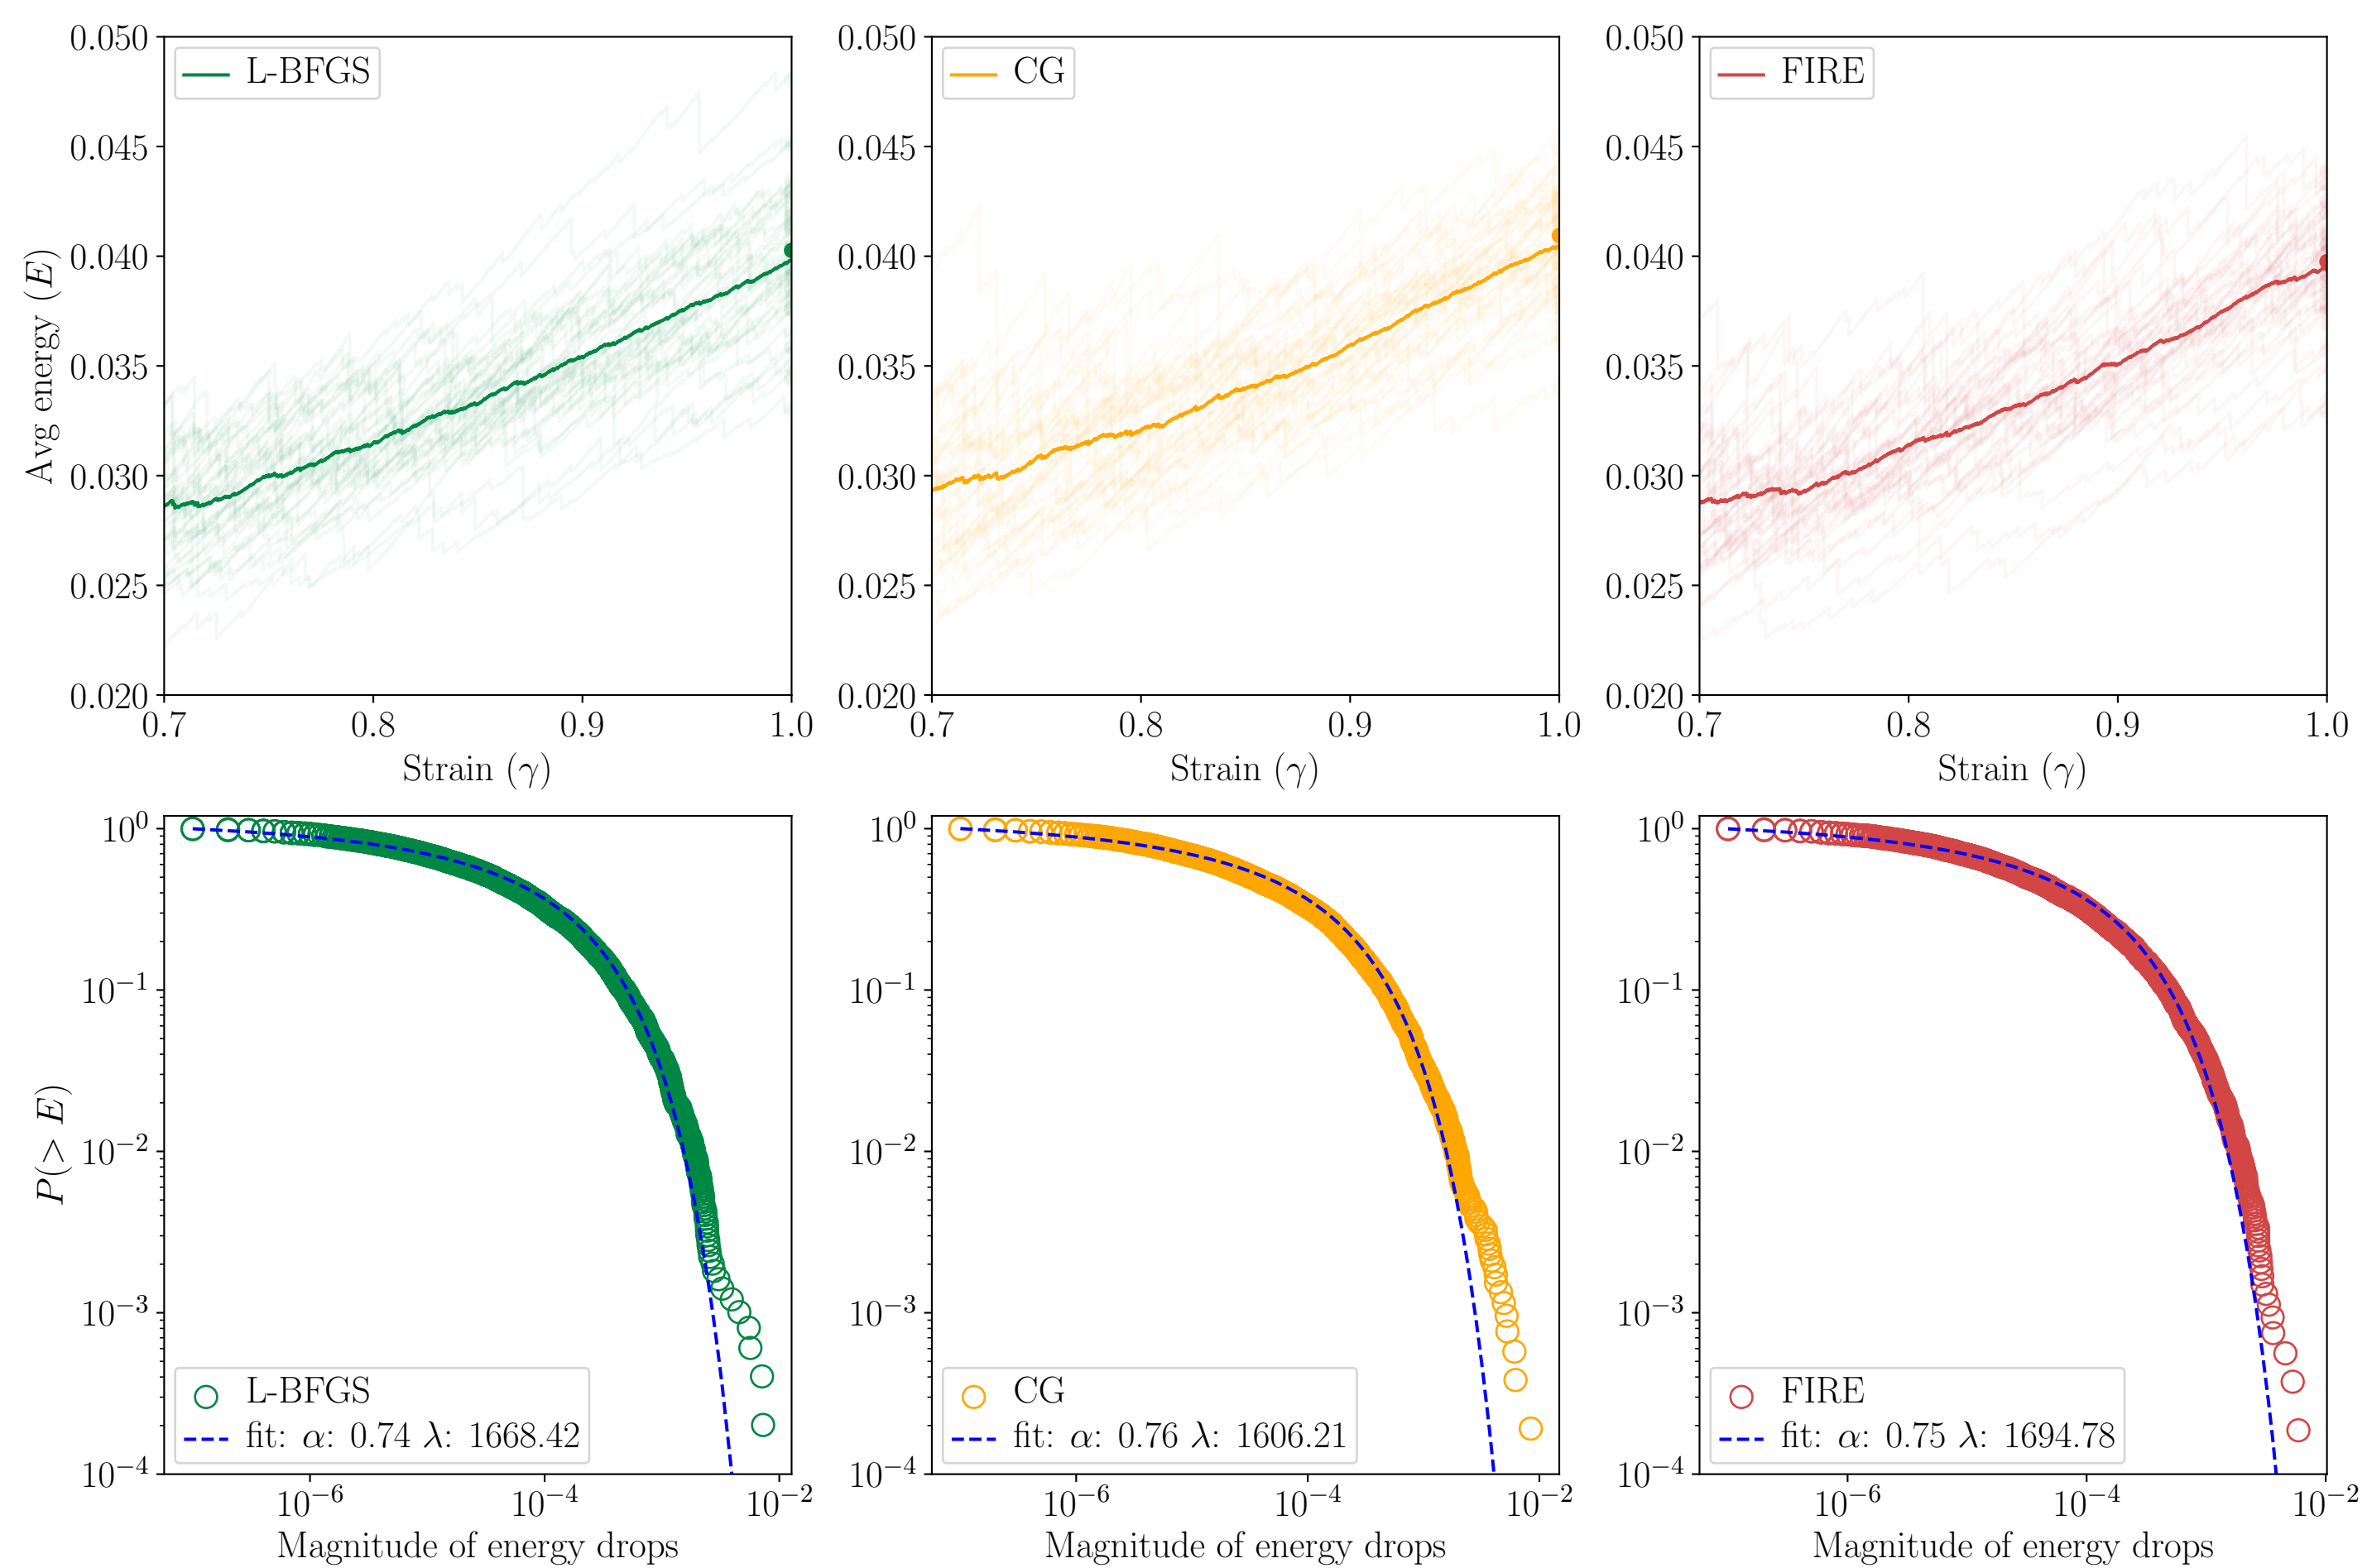 L-BFGS
0.050
0.045
0.040
0.035
0.030
0.025
0.020
Avg energy (E)
0.7 0.8 0.9 1.0
Strain (γ)
CG
0.050
0.045
0.040
0.035
0.030
0.025
0.020
0.7 0.8 0.9 1.0
Strain (γ)
FIRE
0.050
0.045
0.040
0.035
0.030
0.025
0.020
0.7 0.8 0.9 1.0
Strain (γ)
10⁰
10⁻¹
10⁻²
10⁻³
10⁻⁴
P(> E)
L-BFGS
fit: α: 0.74 λ: 1668.42
10⁻⁶ 10⁻⁴ 10⁻²
Magnitude of energy drops
10⁰
10⁻¹
10⁻²
10⁻³
10⁻⁴
CG
fit: α: 0.76 λ: 1606.21
10⁻⁶ 10⁻⁴ 10⁻²
Magnitude of energy drops
10⁰
10⁻¹
10⁻²
10⁻³
10⁻⁴
FIRE
fit: α: 0.75 λ: 1694.78
10⁻⁶ 10⁻⁴ 10⁻²
Magnitude of energy drops